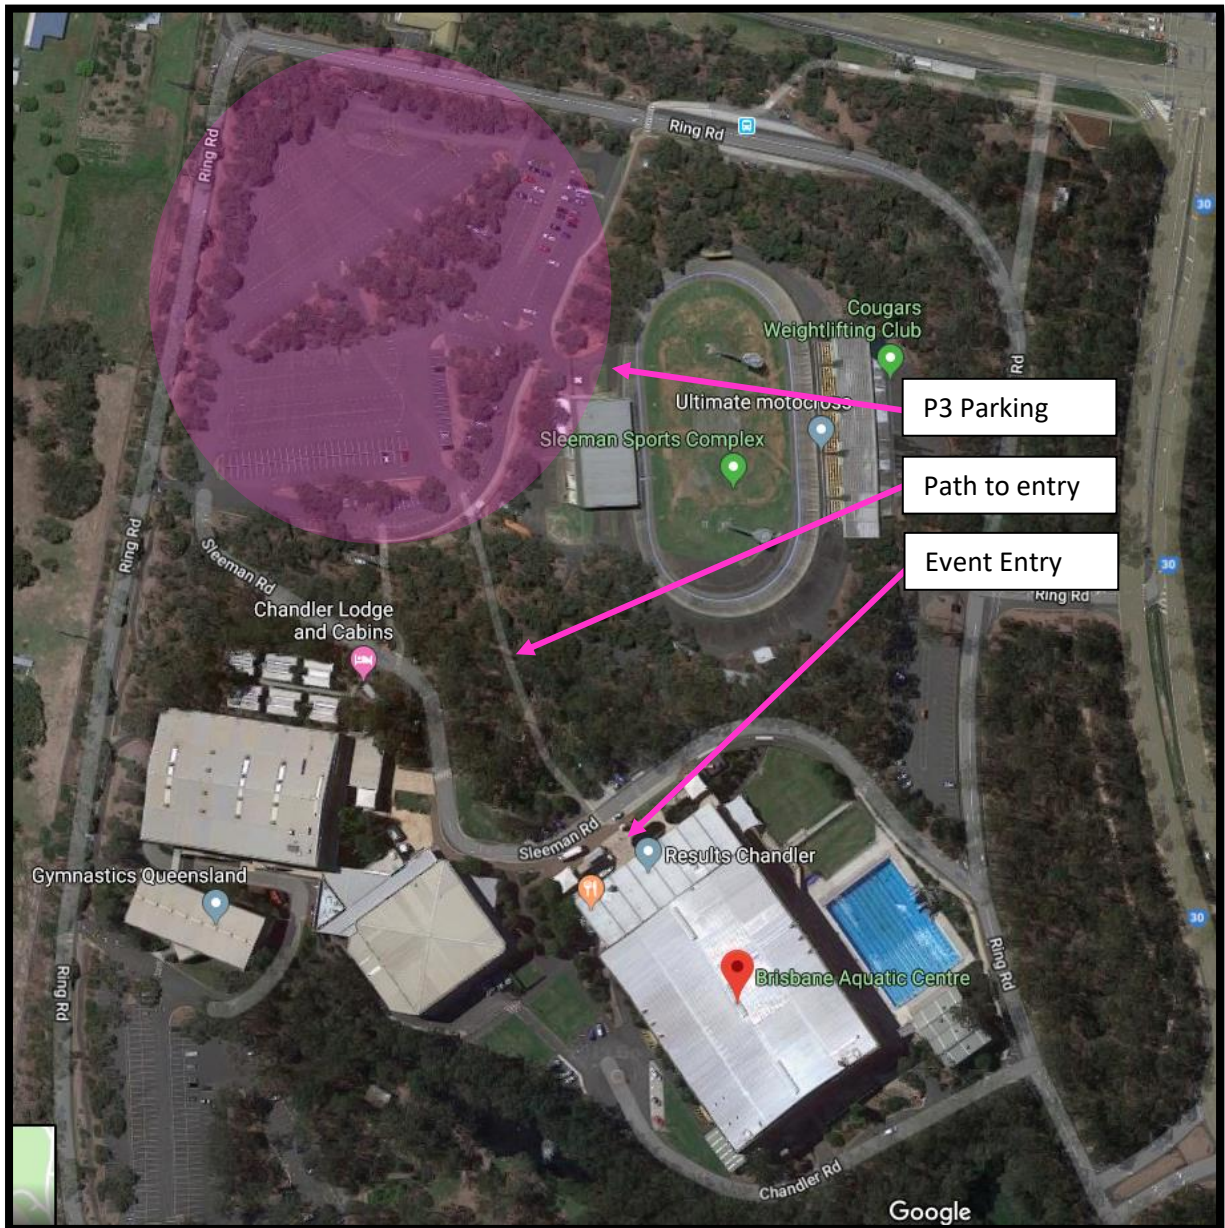 Ring Rd
Ring Rd
30
Cougars
Weightlifting Club
Rd
P3 Parking
Ultimate motocross
Sleeman Sports Complex
Path to entry
Ring Rd
Sleeman Rd
Event Entry
30
Ring Rd
Chandler Lodge
and Cabins
Sleeman Rd
Results Chandler
Gymnastics Queensland
30
Ring Rd
Brisbane Aquatic Centre
Ring Rd
Chandler Rd
Google